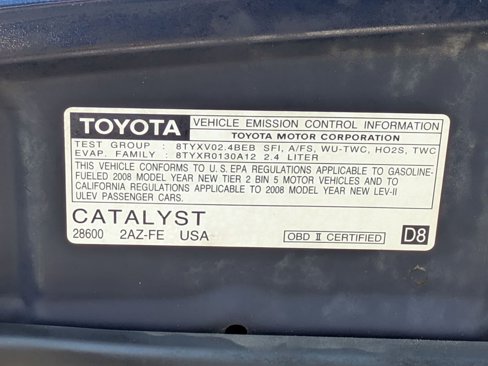 TOYOTA VEHICLE EMISSION CONTROL INFORMATION
TOYOTA MOTOR CORPORATION
TEST GROUP : 8TYXV02.4BEB SFI, A/FS, WU-TWC, HO2S, TWC
EVAP. FAMILY : 8TYXR0130A12 2.4 LITER
THIS VEHICLE CONFORMS TO U.S.EPA REGULATIONS APPLICABLE TO GASOLINE-
FUELED 2008 MODEL YEAR NEW TIER 2 BIN 5 MOTOR VEHICLES AND TO
CALIFORNIA REGULATIONS APPLICABLE TO 2008 MODEL YEAR NEW LEV-II
ULEV PASSENGER CARS.
CATALYST
28600 2AZ-FE USA OBD II CERTIFIED D8